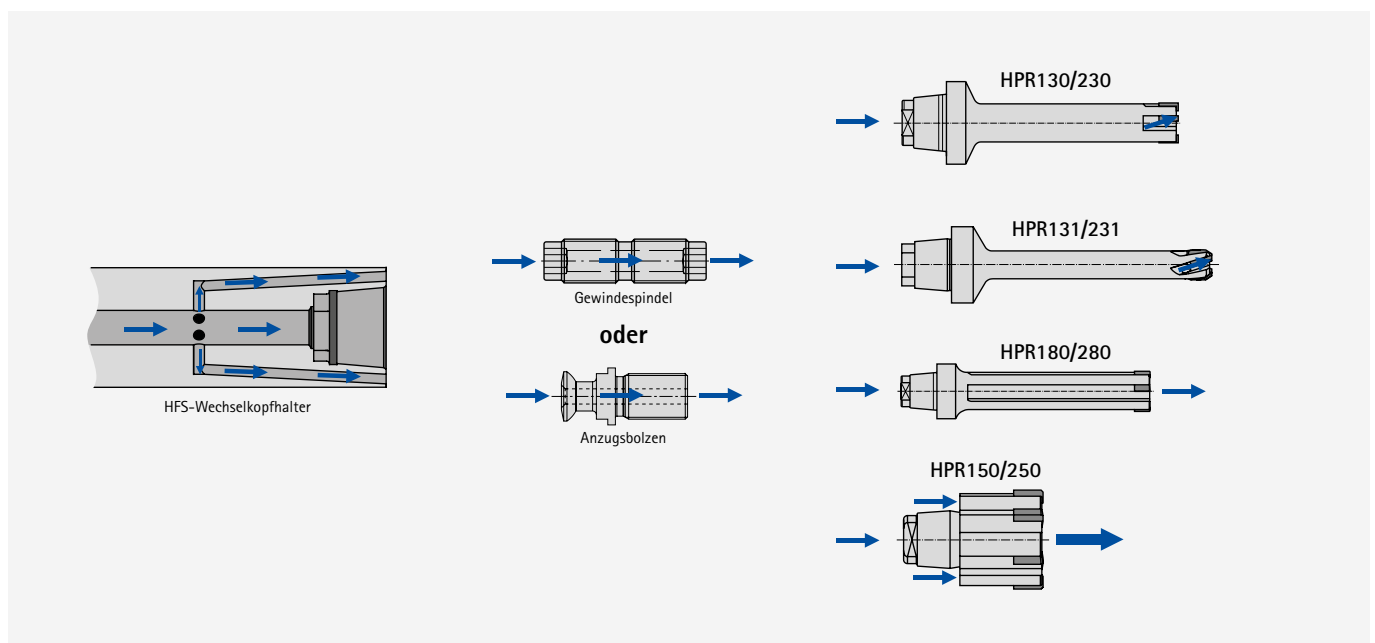 HFS-Wechselkopfhalter
Gewindespindel
oder
Anzugsbolzen
HPR130/230
HPR131/231
HPR180/280
HPR150/250